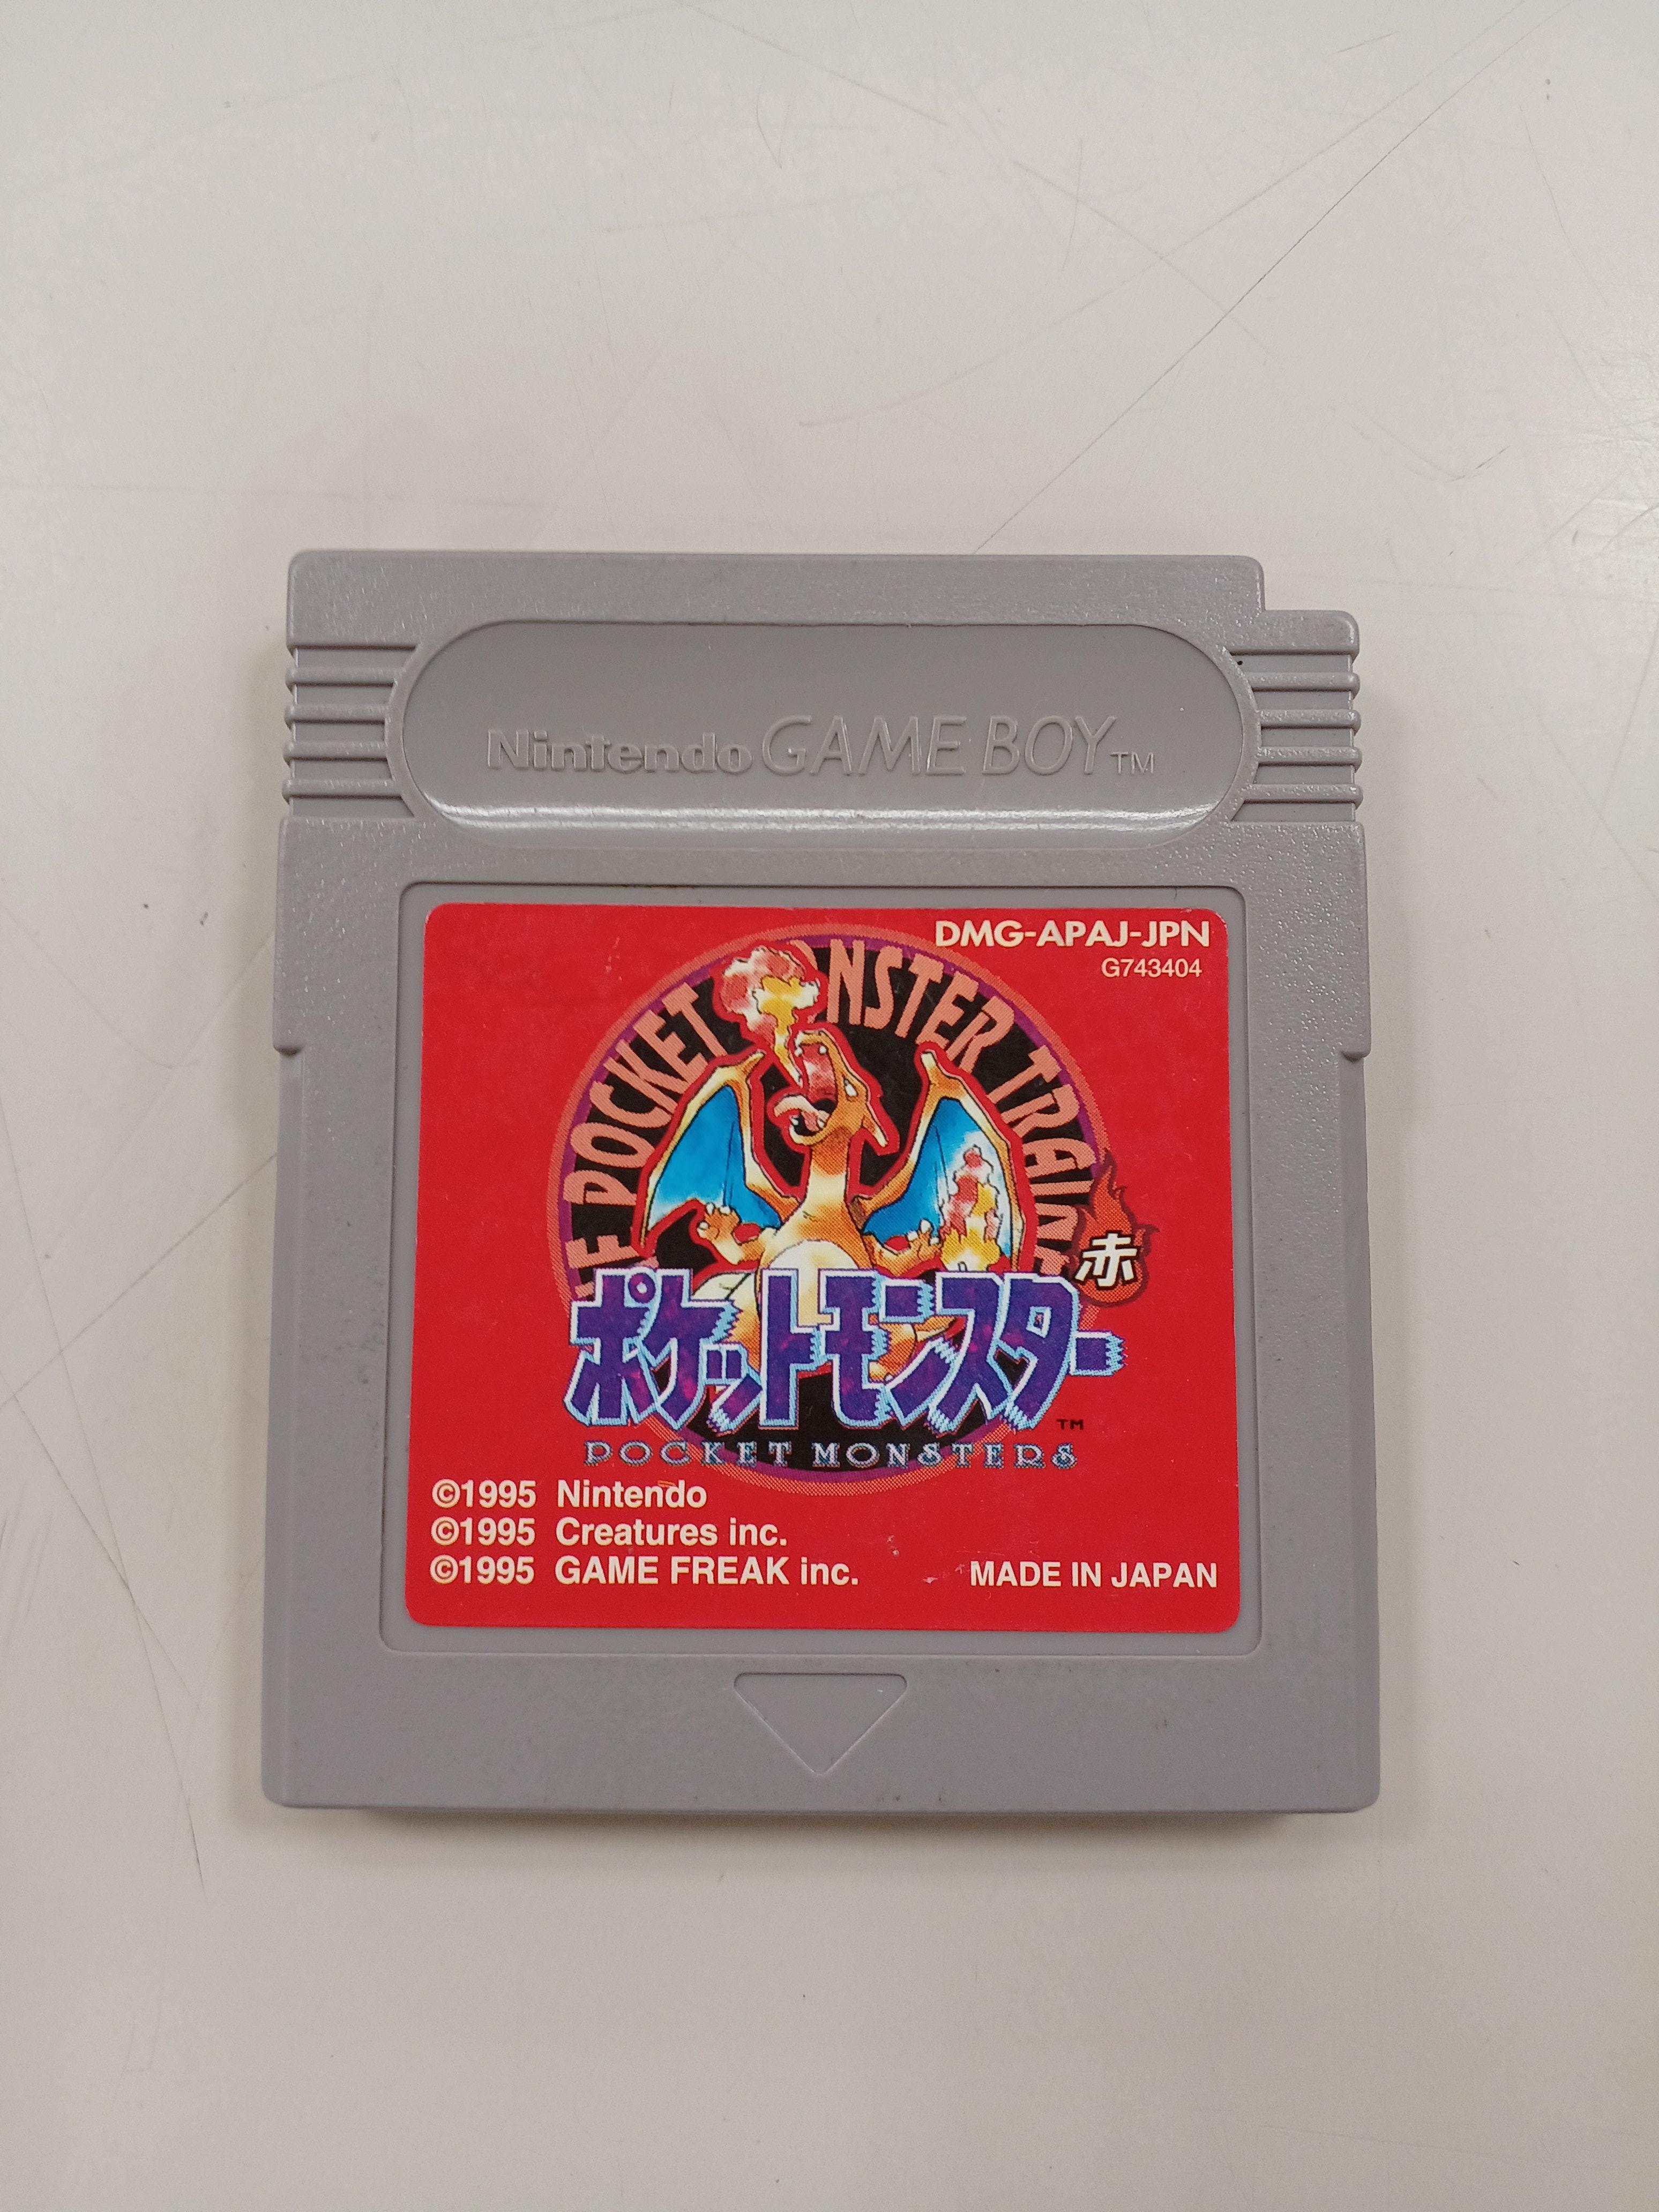 Nintendo GAME BOY™
DMG-APAJ-JPN
G743404
POCKET MONSTER TRAIN
赤
ポケットモンスター
™
POCKET MONSTERS
©1995 Nintendo
©1995 Creatures inc.
©1995 GAME FREAK inc.
MADE IN JAPAN